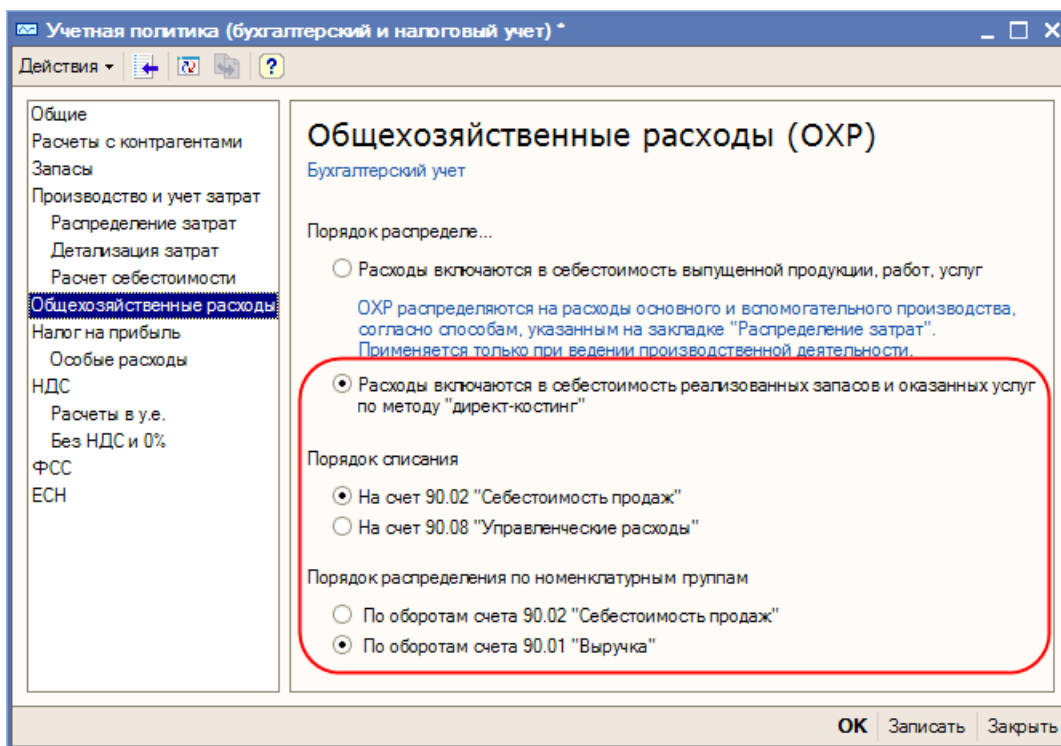 Учетная политика (бухгалтерский и налоговый учет) *
Действия
Общие
Расчеты с контрагентами
Запасы
Производство и учет затрат
Распределение затрат
Детализация затрат
Расчет себестоимости
Общехозяйственные расходы
Налог на прибыль
Особые расходы
НДС
Расчеты в у.е.
Без НДС и 0%
ФСС
ЕСН
Общехозяйственные расходы (ОХР)
Бухгалтерский учет
Порядок распределе...
Расходы включаются в себестоимость выпущенной продукции, работ, услуг
ОХР распределяются на расходы основного и вспомогательного производства,
согласно способам, указанным на закладке "Распределение затрат".
Применяется только при ведении производственной деятельности.
Расходы включаются в себестоимость реализованных запасов и оказанных услуг
по методу "директ-костинг"
Порядок списания
На счет 90.02 "Себестоимость продаж"
На счет 90.08 "Управленческие расходы"
Порядок распределения по номенклатурным группам
По оборотам счета 90.02 "Себестоимость продаж"
По оборотам счета 90.01 "Выручка"
OK Записать Закрыть